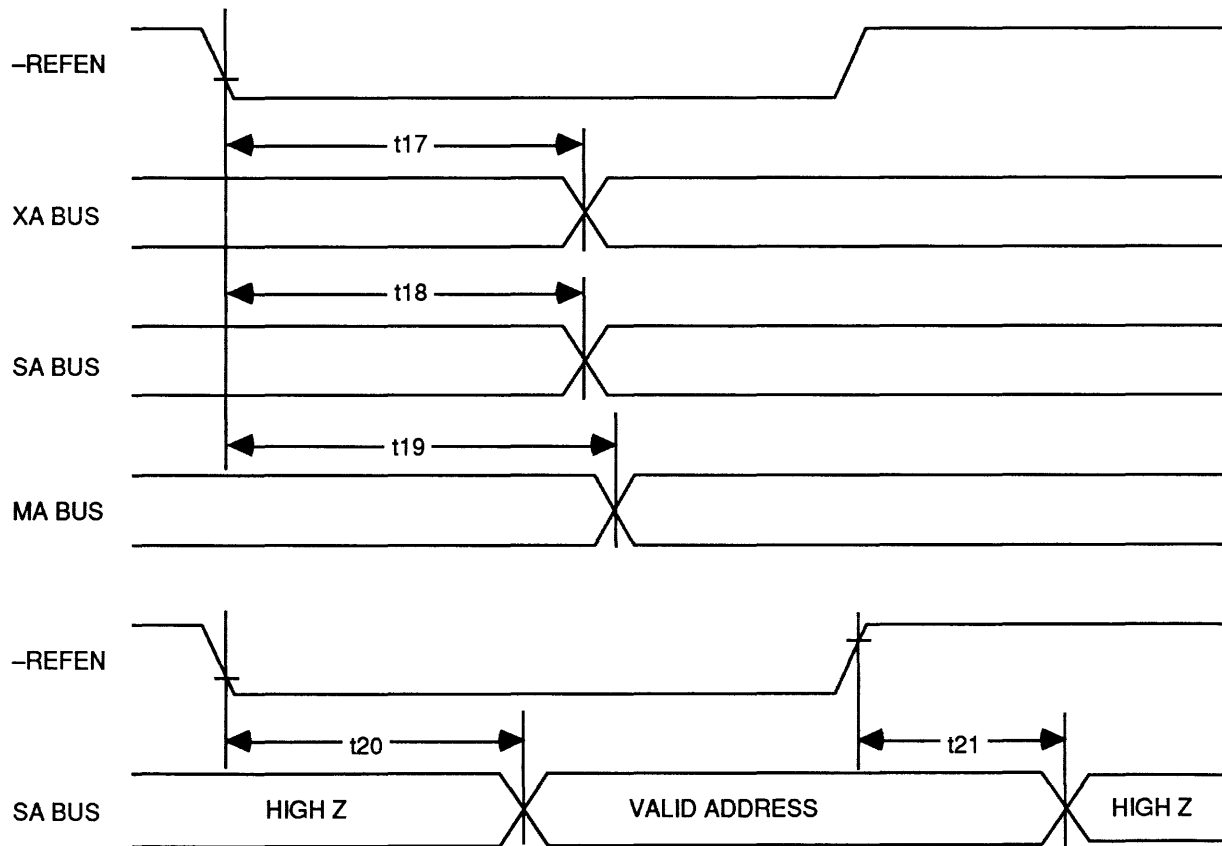 –REFEN
t17
XA BUS
t18
SA BUS
t19
MA BUS
–REFEN
t20
t21
SA BUS
HIGH Z
VALID ADDRESS
HIGH Z